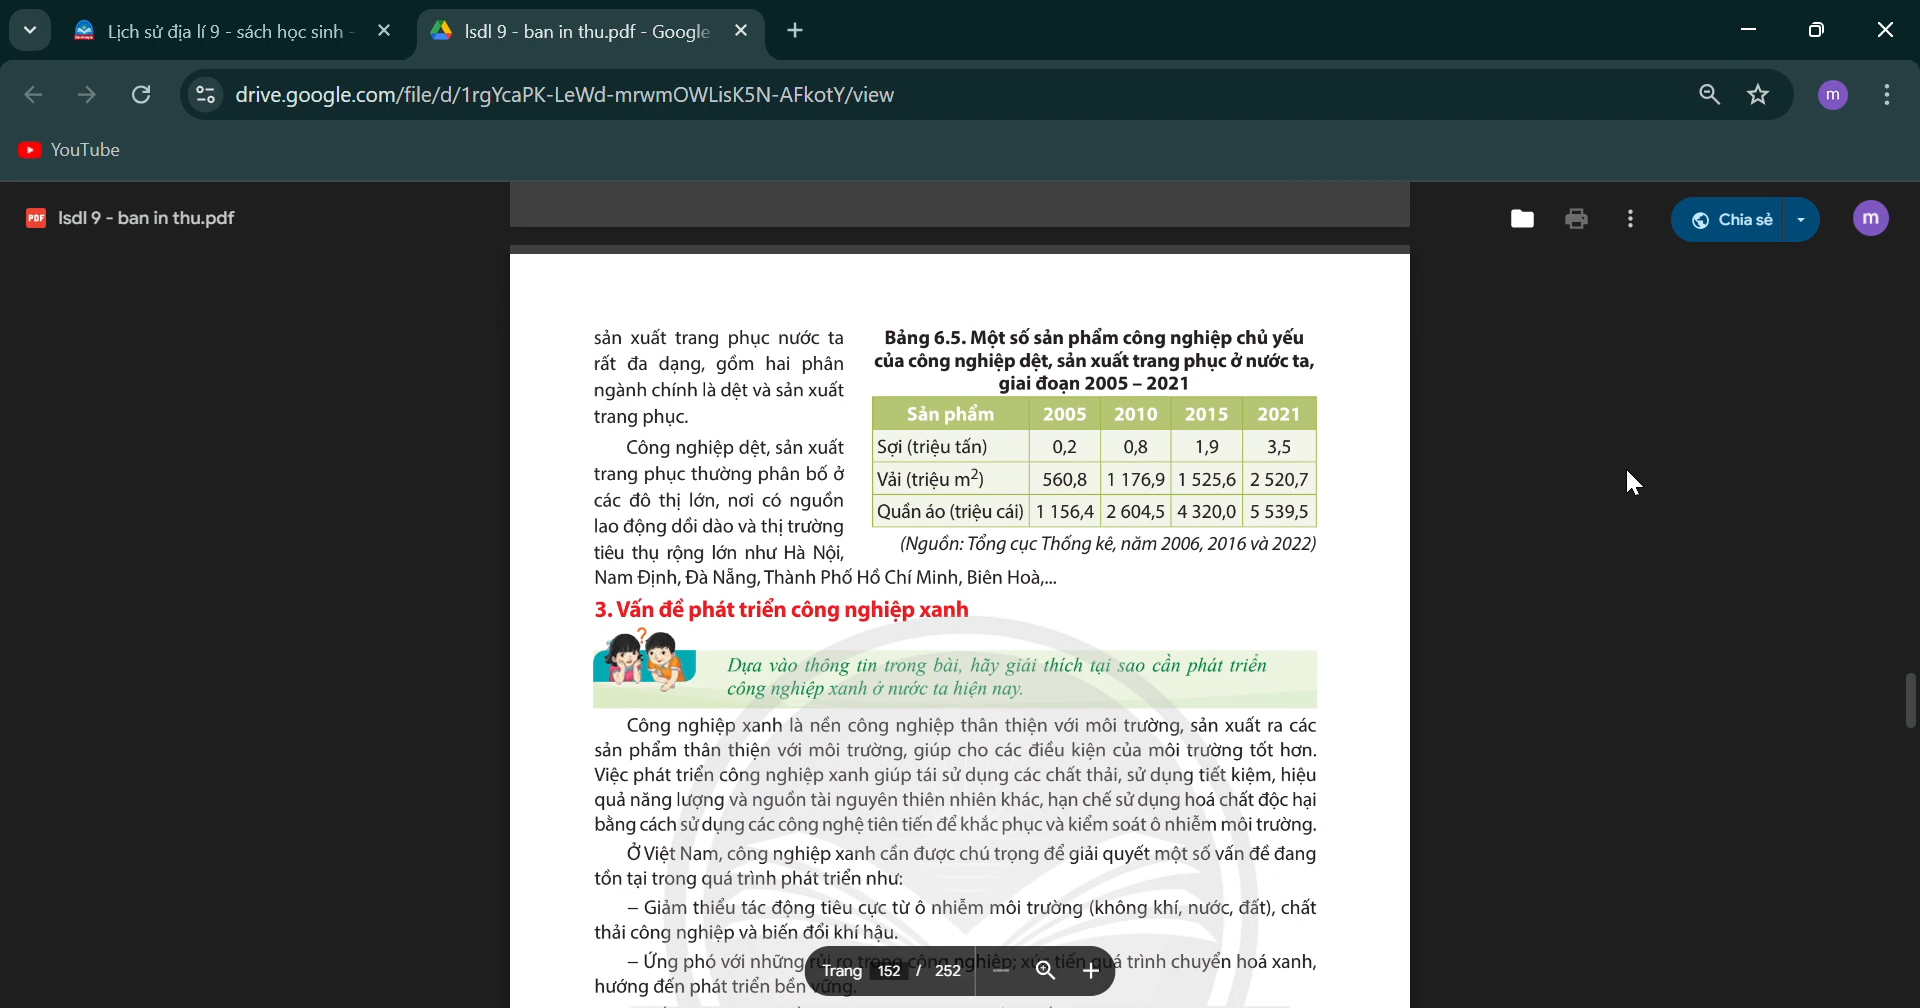 Lịch sử địa lí 9 - sách học sinh -
lsdl 9 - ban in thu.pdf - Google
drive.google.com/file/d/1rgYcaPK-LeWd-mrwmOWLisK5N-AFkotY/view
m
YouTube
PDF
lsdl 9 - ban in thu.pdf
Chia sẻ
m
sản xuất trang phục nước ta
rất đa dạng, gồm hai phân
ngành chính là dệt và sản xuất
trang phục.
Công nghiệp dệt, sản xuất
trang phục thường phân bố ở
các đô thị lớn, nơi có nguồn
lao động dồi dào và thị trường
tiêu thụ rộng lớn như Hà Nội,
Nam Định, Đà Nẵng, Thành Phố Hồ Chí Minh, Biên Hoà,...
Bảng 6.5. Một số sản phẩm công nghiệp chủ yếu
của công nghiệp dệt, sản xuất trang phục ở nước ta,
giai đoạn 2005 – 2021
Sản phẩm 2005 2010 2015 2021
Sợi (triệu tấn) 0,2 0,8 1,9 3,5
Vải (triệu m²) 560,8 1 176,9 1 525,6 2 520,7
Quần áo (triệu cái) 1 156,4 2 604,5 4 320,0 5 539,5
(Nguồn: Tổng cục Thống kê, năm 2006, 2016 và 2022)
3. Vấn đề phát triển công nghiệp xanh
?
Dựa vào thông tin trong bài, hãy giải thích tại sao cần phát triển
công nghiệp xanh ở nước ta hiện nay.
Công nghiệp xanh là nền công nghiệp thân thiện với môi trường, sản xuất ra các
sản phẩm thân thiện với môi trường, giúp cho các điều kiện của môi trường tốt hơn.
Việc phát triển công nghiệp xanh giúp tái sử dụng các chất thải, sử dụng tiết kiệm, hiệu
quả năng lượng và nguồn tài nguyên thiên nhiên khác, hạn chế sử dụng hoá chất độc hại
bằng cách sử dụng các công nghệ tiên tiến để khắc phục và kiểm soát ô nhiễm môi trường.
Ở Việt Nam, công nghiệp xanh cần được chú trọng để giải quyết một số vấn đề đang
tồn tại trong quá trình phát triển như:
– Giảm thiểu tác động tiêu cực từ ô nhiễm môi trường (không khí, nước, đất), chất
thải công nghiệp và biến đổi khí hậu.
– Ứng phó với những rủi ro trong công nghiệp; xúc tiến quá trình chuyển hoá xanh,
hướng đến phát triển bền vững.
Trang 152 / 252